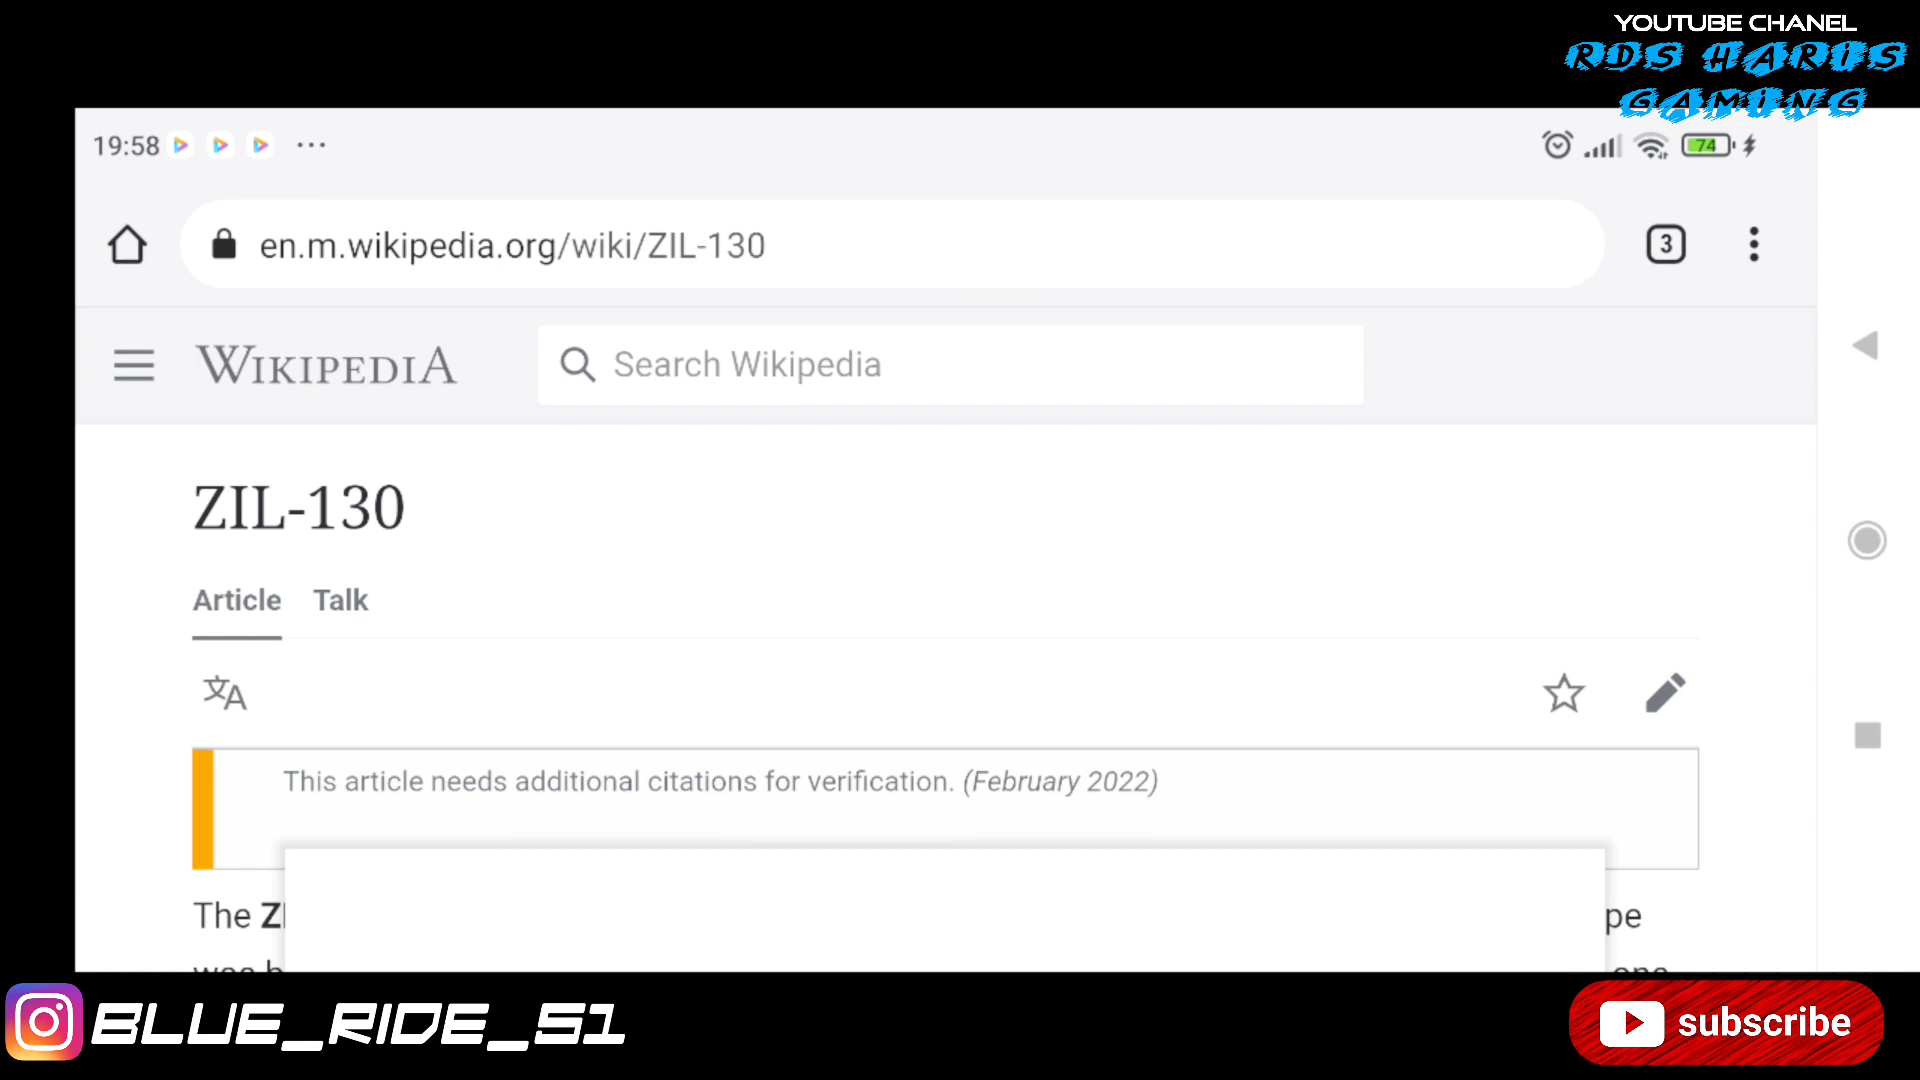 YOUTUBE CHANEL
RDS HARIS
GAMING
19:58
74
en.m.wikipedia.org/wiki/ZIL-130
3
WIKIPEDIA
Search Wikipedia
ZIL-130
Article Talk
This article needs additional citations for verification. (February 2022)
The
pe
BLUE_RIDE_S1
subscribe